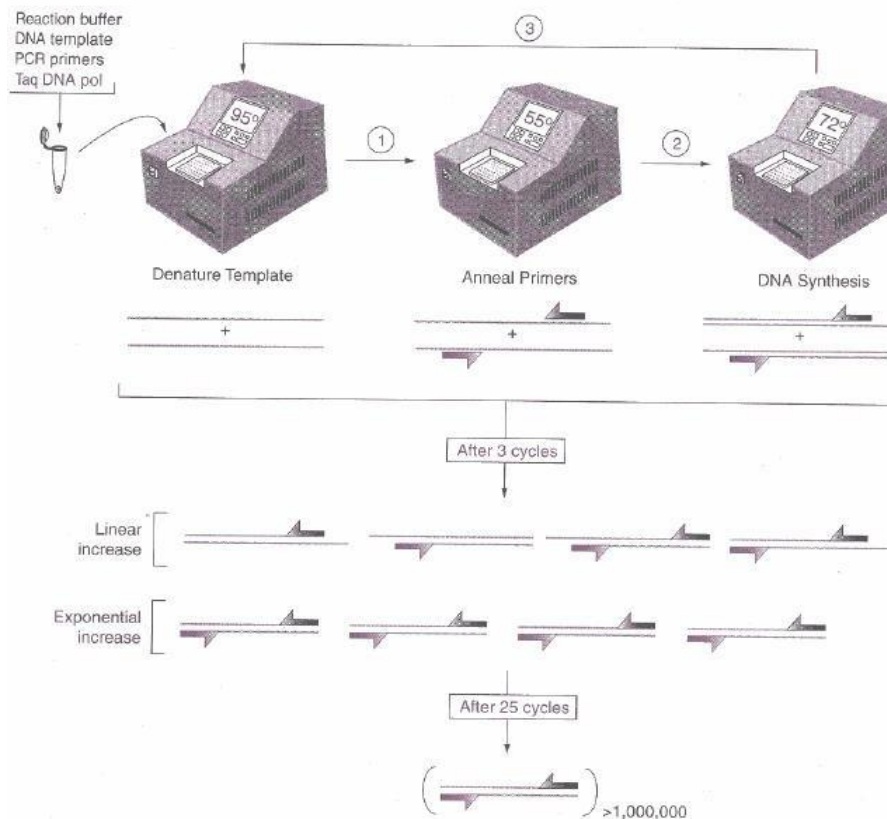 Reaction buffer
DNA template
PCR primers
Taq DNA pol
3
95°
1
55°
2
72°
Denature Template
Anneal Primers
DNA Synthesis
+
+
+
After 3 cycles
Linear
increase
Exponential
increase
After 25 cycles
>1,000,000